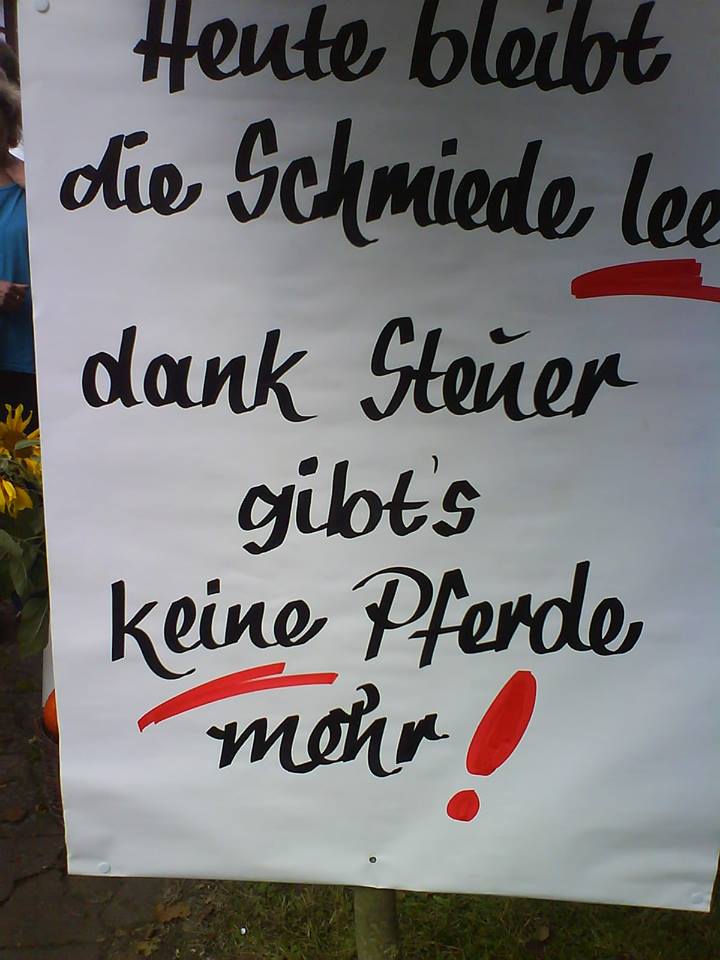 Heute bleibt
die Schmiede lee
dank Steuer
gibt's
keine Pferde
mehr!